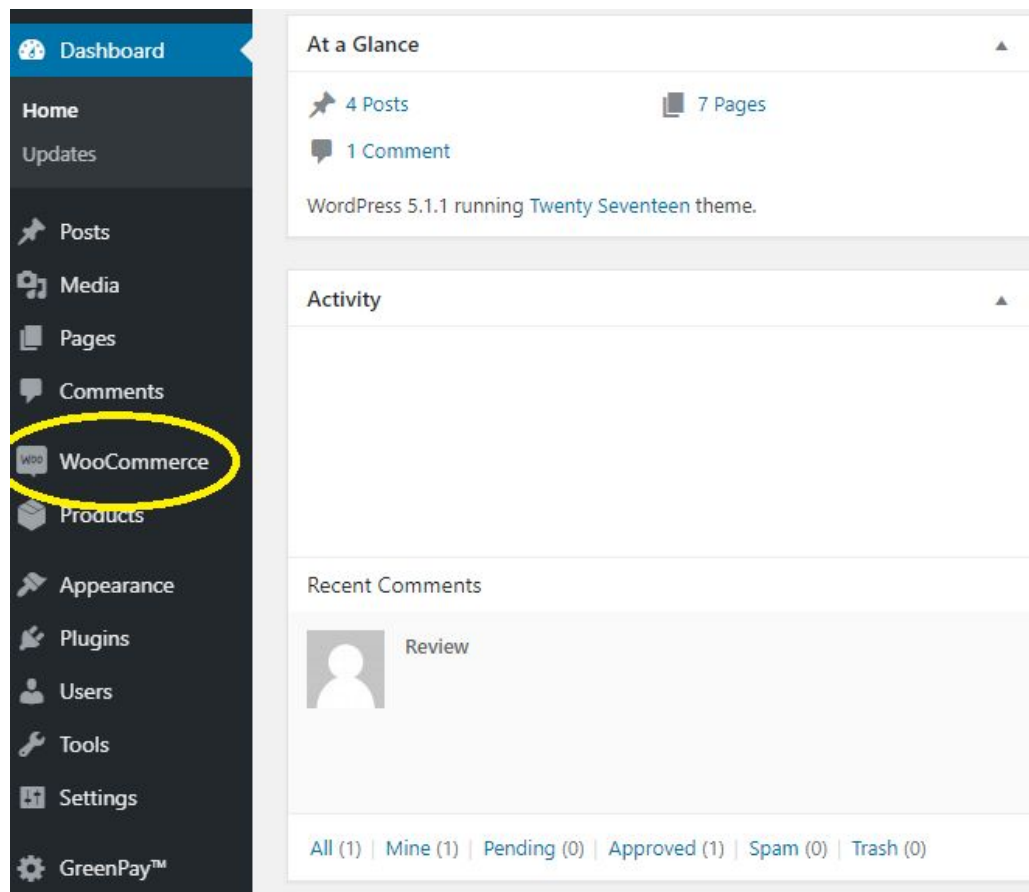 Dashboard
Home
Updates
Posts
Media
Pages
Comments
WOO WooCommerce
Products
Appearance
Plugins
Users
Tools
Settings
GreenPay™
At a Glance
4 Posts 7 Pages
1 Comment
WordPress 5.1.1 running Twenty Seventeen theme.
Activity
Recent Comments
Review
All (1) | Mine (1) | Pending (0) | Approved (1) | Spam (0) | Trash (0)